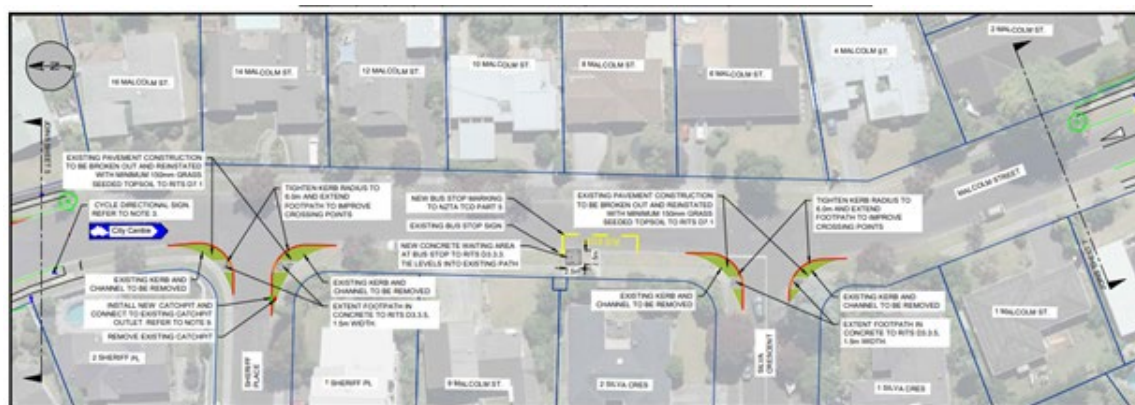 2 MALCOLM ST.
4 MALCOLM ST.
6 MALCOLM ST.
8 MALCOLM ST.
10 MALCOLM ST.
12 MALCOLM ST.
14 MALCOLM ST.
16 MALCOLM ST.
EXISTING PAVEMENT CONSTRUCTION
TO BE BROKEN OUT AND REINSTATED
WITH MINIMUM 150mm GRASS
SEEDED TOPSOIL TO RITS D7.1
TIGHTEN KERB RADIUS TO
6.0m AND EXTEND
FOOTPATH TO IMPROVE
CROSSING POINTS
CYCLE DIRECTIONAL SIGN.
REFER TO NOTE 3.
City Centre
NEW BUS STOP MARKING
TO NZTA TCD PART 5
EXISTING BUS STOP SIGN
NEW CONCRETE WAITING AREA
AT BUS STOP TO RITS D3.3.5.
TIE LEVELS INTO EXISTING PATH
EXISTING PAVEMENT CONSTRUCTION
TO BE BROKEN OUT AND REINSTATED
WITH MINIMUM 150mm GRASS
SEEDED TOPSOIL TO RITS D7.1
TIGHTEN KERB RADIUS TO
6.0m AND EXTEND
FOOTPATH TO IMPROVE
CROSSING POINTS
MALCOLM STREET
EXISTING KERB AND
CHANNEL TO BE REMOVED
INSTALL NEW CATCHPIT AND
CONNECT TO EXISTING CATCHPIT
REMOVE EXISTING CATCHPIT
EXISTING KERB AND
CHANNEL TO BE REMOVED
EXTENT FOOTPATH IN
CONCRETE TO RITS D3.3.5,
1.5m WIDTH.
EXISTING KERB AND
CHANNEL TO BE REMOVED
EXISTING KERB AND
CHANNEL TO BE REMOVED
EXTENT FOOTPATH IN
CONCRETE TO RITS D3.3.5,
1.5m WIDTH.
2 SHERIFF PL
SHERIFF
PLACE
1 SHERIFF PL
9 MALCOLM ST.
2 SILVA CRES
SILVA
CRESCENT
1 SILVA CRES
1 MALCOLM ST.